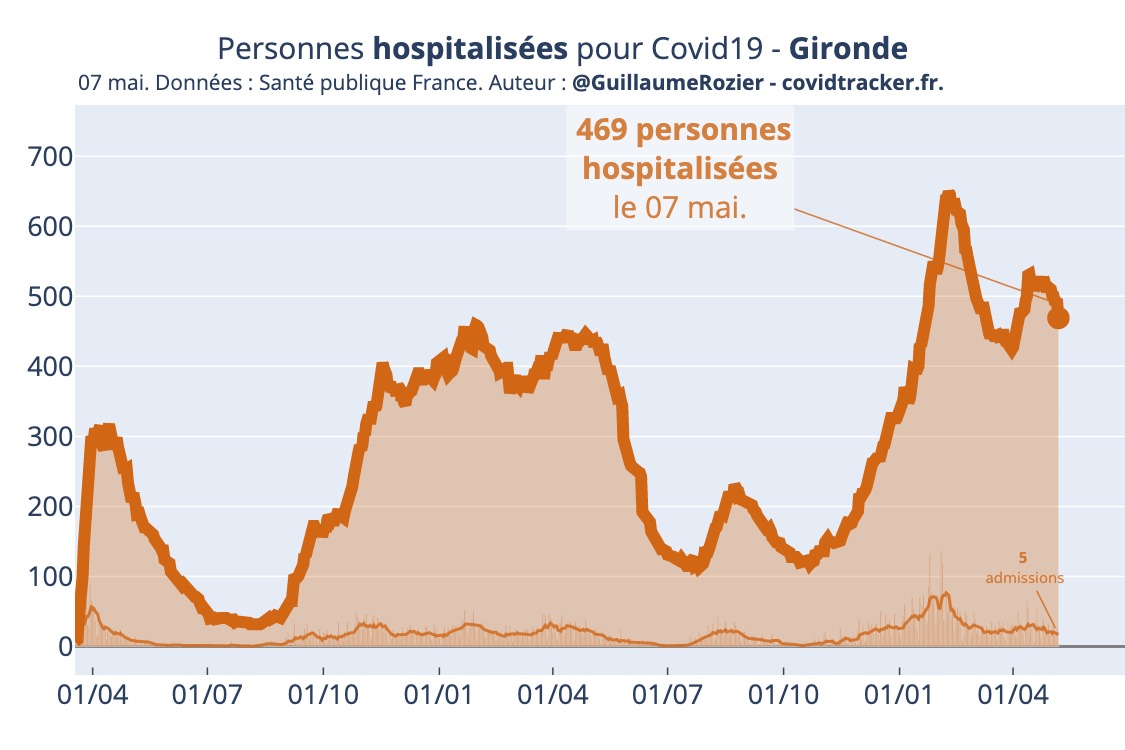 Personnes hospitalisées pour Covid19 - Gironde
07 mai. Données : Santé publique France. Auteur : @GuillaumeRozier - covidtracker.fr.
469 personnes
hospitalisées
le 07 mai.
700
600
500
400
300
200
100
0
5
admissions
01/04 01/07 01/10 01/01 01/04 01/07 01/10 01/01 01/04